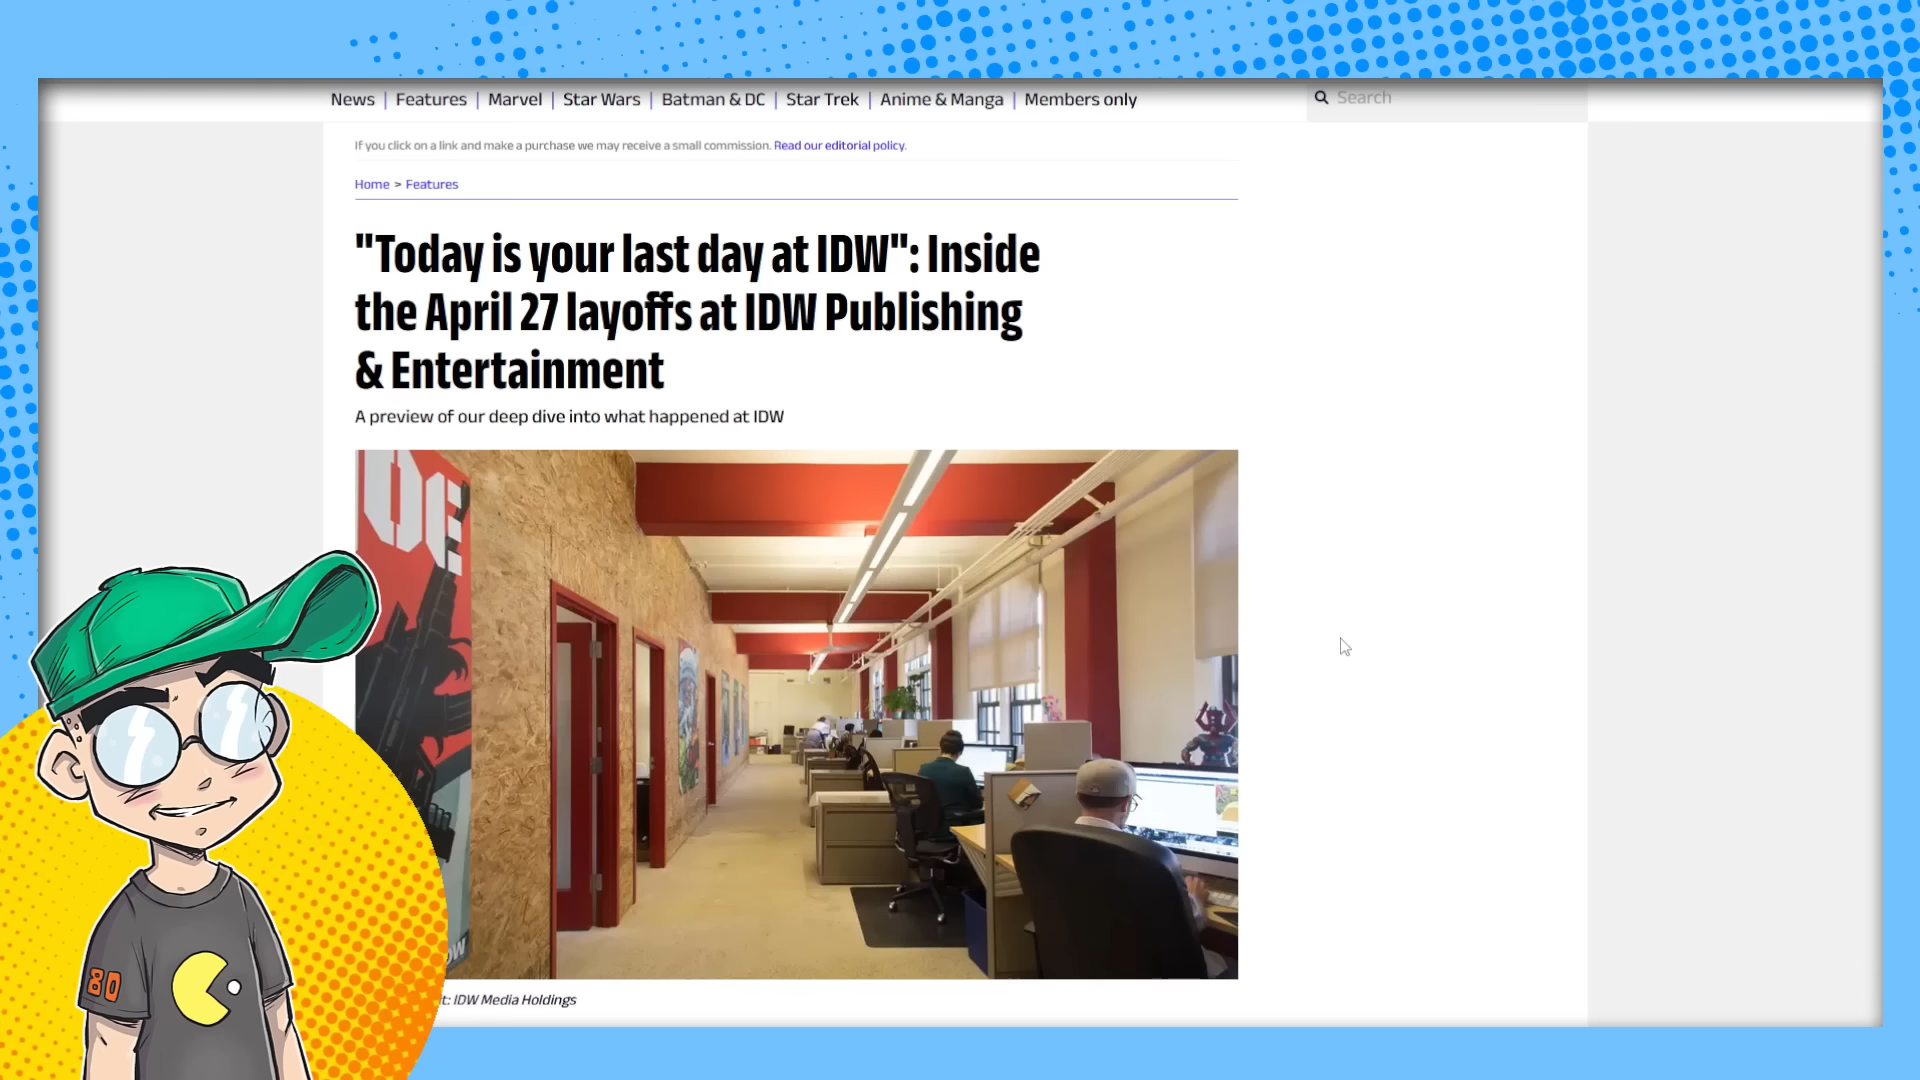 News | Features | Marvel | Star Wars | Batman & DC | Star Trek | Anime & Manga | Members only
Search
If you click on a link and make a purchase we may receive a small commission. Read our editorial policy.
Home > Features
"Today is your last day at IDW": Inside
the April 27 layoffs at IDW Publishing
& Entertainment
A preview of our deep dive into what happened at IDW
80
t: IDW Media Holdings